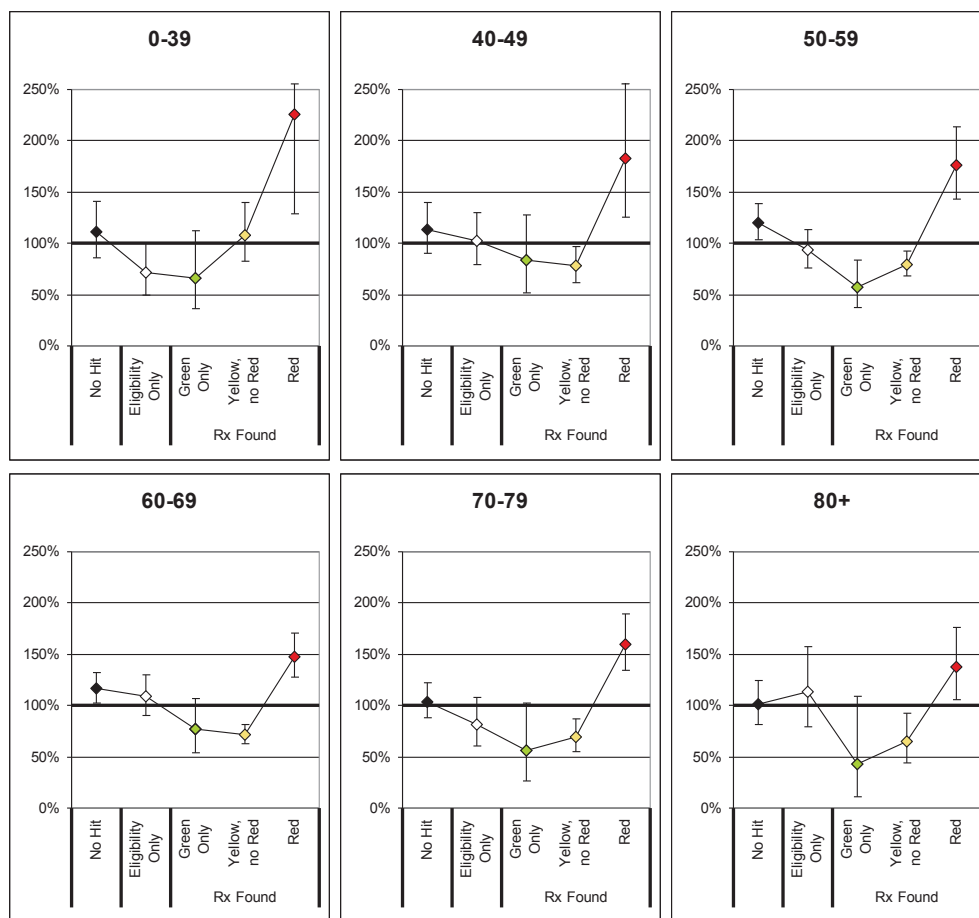 0-39
250%
200%
150%
100%
50%
0%
No Hit
Eligibility
Only
Green
Only
Yellow,
no Red
Red
Rx Found
40-49
250%
200%
150%
100%
50%
0%
No Hit
Eligibility
Only
Green
Only
Yellow,
no Red
Red
Rx Found
50-59
250%
200%
150%
100%
50%
0%
No Hit
Eligibility
Only
Green
Only
Yellow,
no Red
Red
Rx Found
60-69
250%
200%
150%
100%
50%
0%
No Hit
Eligibility
Only
Green
Only
Yellow,
no Red
Red
Rx Found
70-79
250%
200%
150%
100%
50%
0%
No Hit
Eligibility
Only
Green
Only
Yellow,
no Red
Red
Rx Found
80+
250%
200%
150%
100%
50%
0%
No Hit
Eligibility
Only
Green
Only
Yellow,
no Red
Red
Rx Found